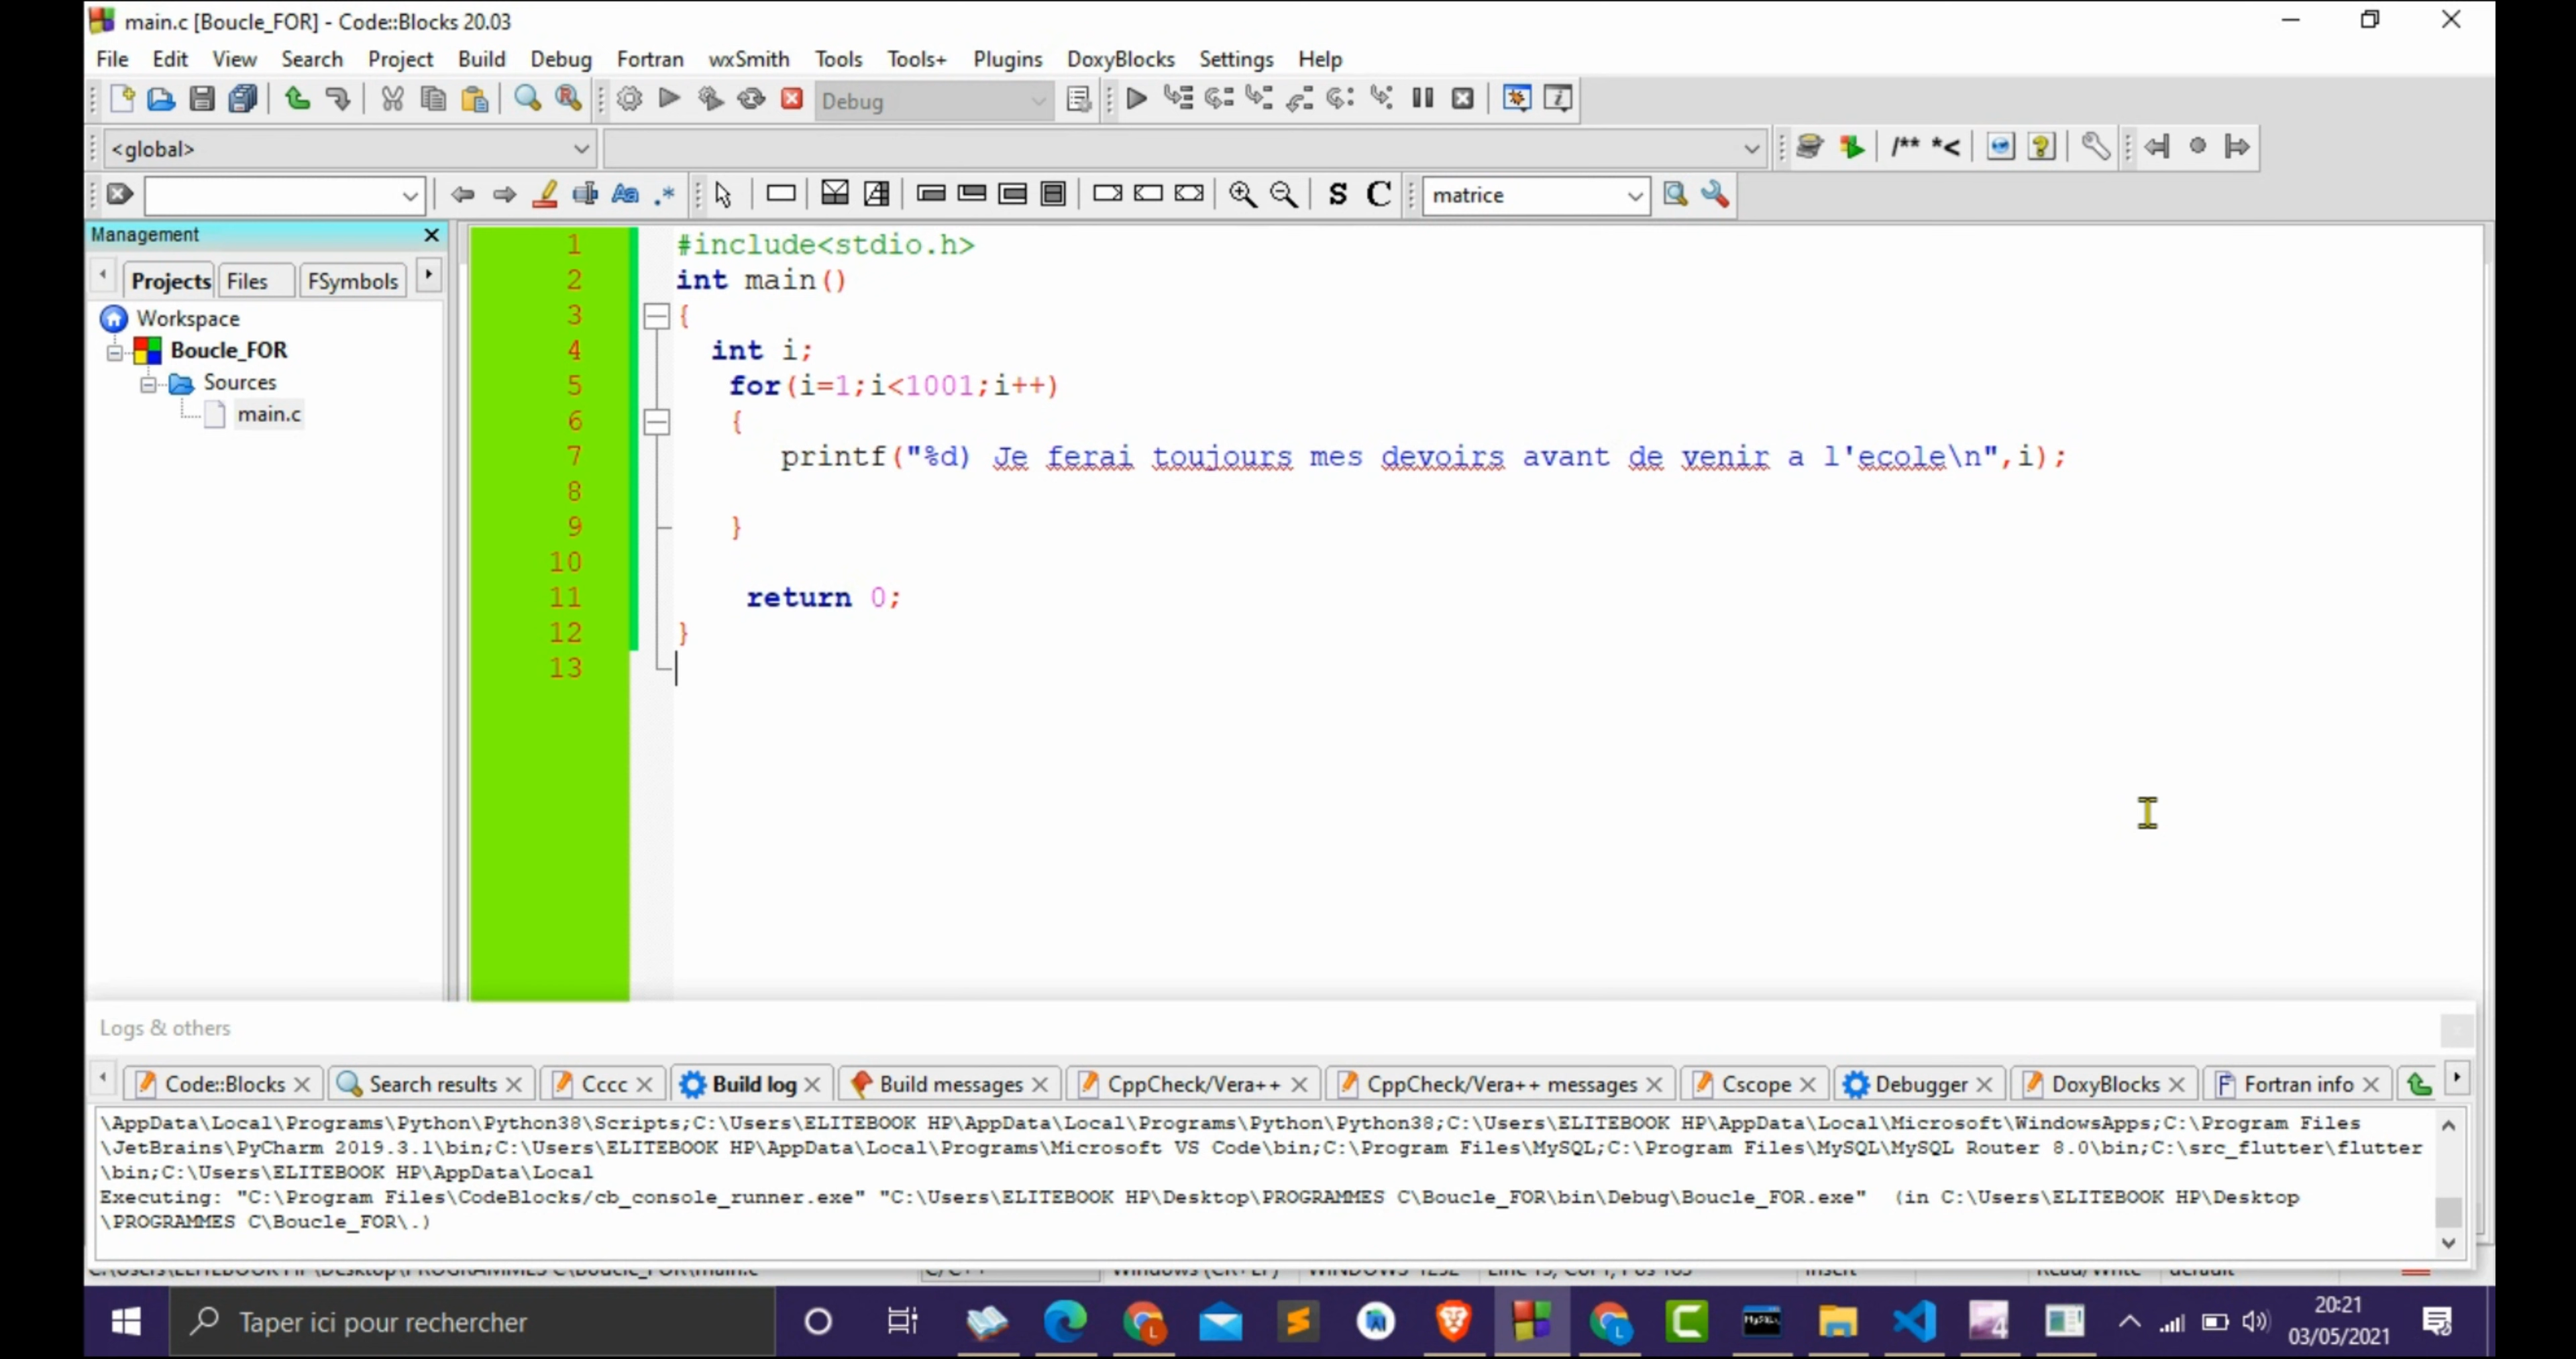 main.c [Boucle_FOR] - Code::Blocks 20.03
File Edit View Search Project Build Debug Fortran wxSmith Tools Tools+ Plugins DoxyBlocks Settings Help
Debug
<global>
/** *<
Aa .* S C matrice
Management
Projects Files FSymbols
Workspace
Boucle_FOR
Sources
main.c
1 #include<stdio.h>
2 int main()
3 {
4 int i;
5 for(i=1;i<1001;i++)
6 {
7 printf("%d) Je ferai toujours mes devoirs avant de venir a l'ecole\n",i);
8
9 }
10
11 return 0;
12 }
13
Logs & others
Code::Blocks Search results Cccc Build log Build messages CppCheck/Vera++ CppCheck/Vera++ messages Cscope Debugger DoxyBlocks Fortran info
\AppData\Local\Programs\Python\Python38\Scripts;C:\Users\ELITEBOOK HP\AppData\Local\Programs\Python\Python38;C:\Users\ELITEBOOK HP\AppData\Local\Microsoft\WindowsApps;C:\Program Files
\JetBrains\PyCharm 2019.3.1\bin;C:\Users\ELITEBOOK HP\AppData\Local\Programs\Microsoft VS Code\bin;C:\Program Files\MySQL;C:\Program Files\MySQL\MySQL Router 8.0\bin;C:\src_flutter\flutter
\bin;C:\Users\ELITEBOOK HP\AppData\Local
Executing: "C:\Program Files\CodeBlocks/cb_console_runner.exe" "C:\Users\ELITEBOOK HP\Desktop\PROGRAMMES C\Boucle_FOR\bin\Debug\Boucle_FOR.exe" (in C:\Users\ELITEBOOK HP\Desktop
\PROGRAMMES C\Boucle_FOR\.)
Taper ici pour rechercher
20:21
03/05/2021